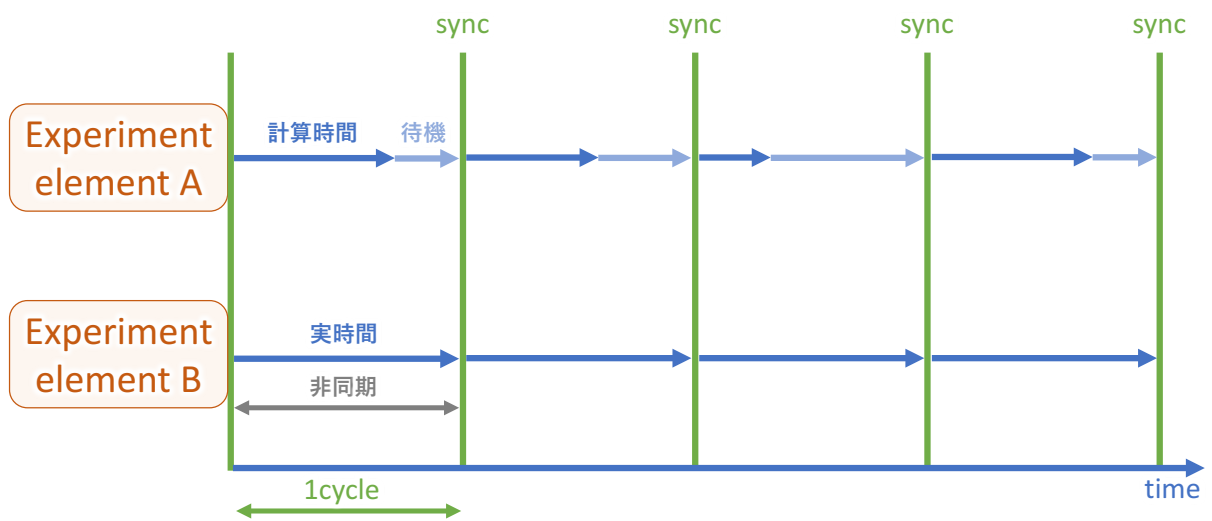 sync
sync
sync
sync
Experiment
element A
計算時間
待機
Experiment
element B
実時間
非同期
1cycle
time